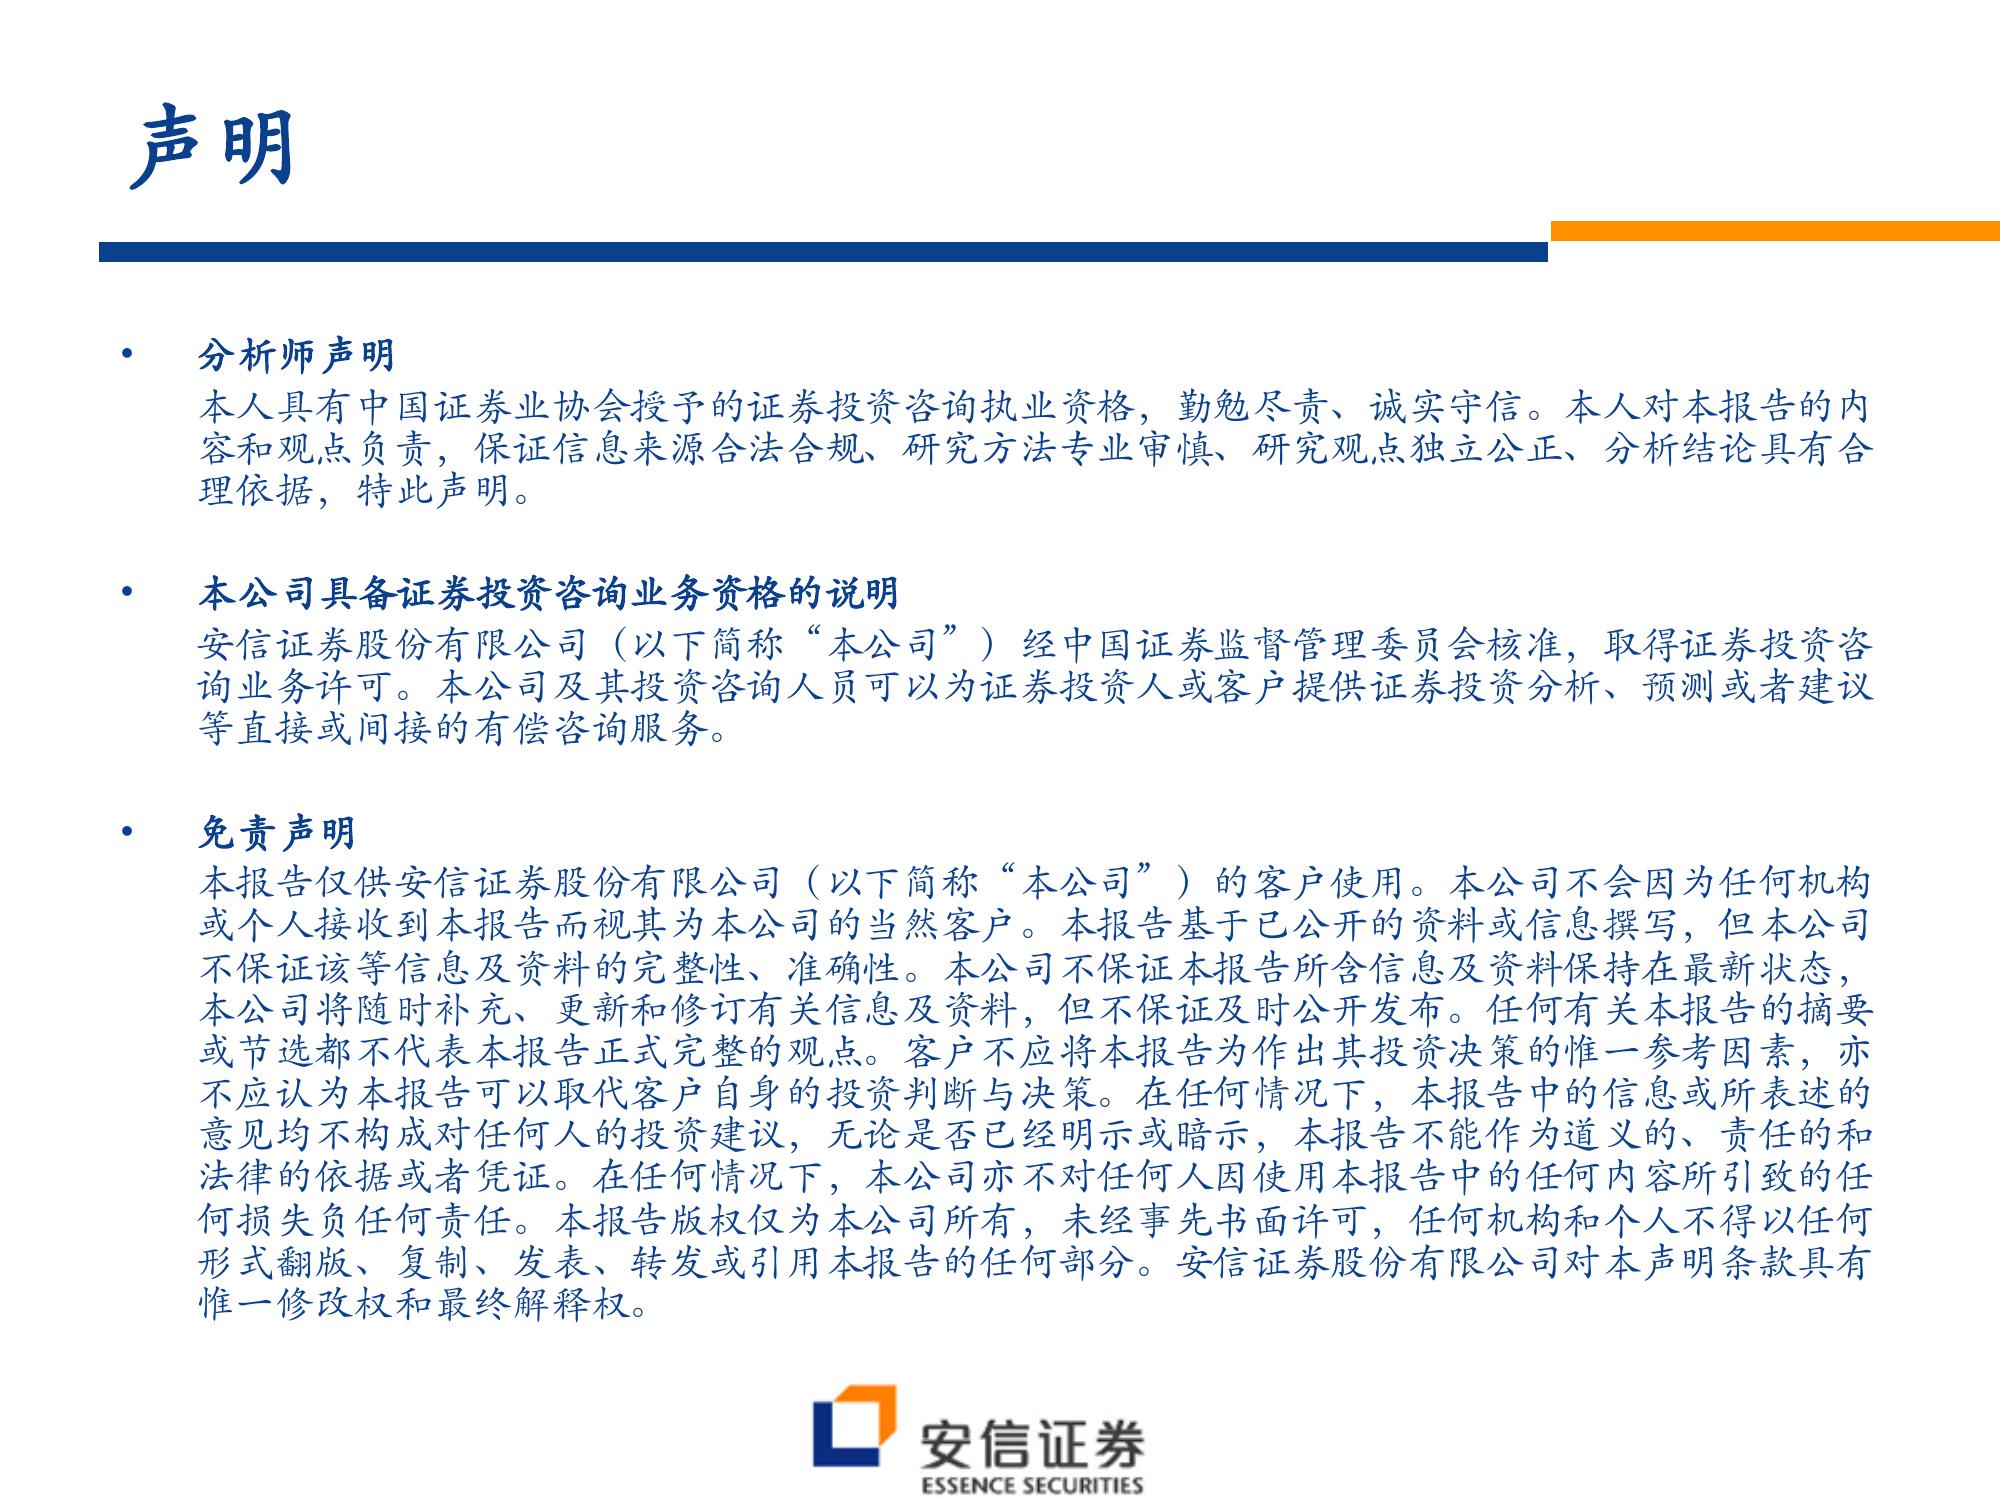 声明
• 分析师声明
本人具有中国证券业协会授予的证券投资咨询执业资格，勤勉尽责、诚实守信。本人对本报告的内
容和观点负责，保证信息来源合法合规、研究方法专业审慎、研究观点独立公正、分析结论具有合
理依据，特此声明。
• 本公司具备证券投资咨询业务资格的说明
安信证券股份有限公司（以下简称“本公司”）经中国证券监督管理委员会核准，取得证券投资咨
询业务许可。本公司及其投资咨询人员可以为证券投资人或客户提供证券投资分析、预测或者建议
等直接或间接的有偿咨询服务。
• 免责声明
本报告仅供安信证券股份有限公司（以下简称“本公司”）的客户使用。本公司不会因为任何机构
或个人接收到本报告而视其为本公司的当然客户。本报告基于已公开的资料或信息撰写，但本公司
不保证该等信息及资料的完整性、准确性。本公司不保证本报告所含信息及资料保持在最新状态，
本公司将随时补充、更新和修订有关信息及资料，但不保证及时公开发布。任何有关本报告的摘要
或节选都不代表本报告正式完整的观点。客户不应将本报告为作出其投资决策的惟一参考因素，亦
不应认为本报告可以取代客户自身的投资判断与决策。在任何情况下，本报告中的信息或所表述的
意见均不构成对任何人的投资建议，无论是否已经明示或暗示，本报告不能作为道义的、责任的和
法律的依据或者凭证。在任何情况下，本公司亦不对任何人因使用本报告中的任何内容所引致的任
何损失负任何责任。本报告版权仅为本公司所有，未经事先书面许可，任何机构和个人不得以任何
形式翻版、复制、发表、转发或引用本报告的任何部分。安信证券股份有限公司对本声明条款具有
惟一修改权和最终解释权。
安信证券
ESSENCE SECURITIES